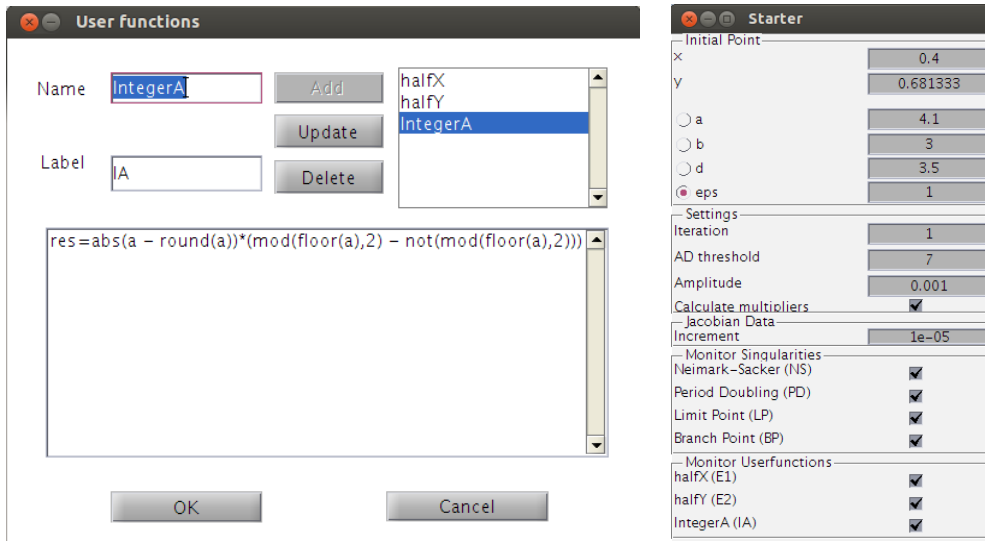 User functions
Name
IntegerA
Add
Update
Delete
halfX
halfY
IntegerA
Label
IA
res=abs(a - round(a))*(mod(floor(a),2) - not(mod(floor(a),2)))
OK
Cancel
Starter
Initial Point
x 0.4
y 0.681333
a 4.1
b 3
d 3.5
eps 1
Settings
Iteration 1
AD threshold 7
Amplitude 0.001
Calculate multipliers
Jacobian Data
Increment 1e-05
Monitor Singularities
Neimark-Sacker (NS)
Period Doubling (PD)
Limit Point (LP)
Branch Point (BP)
Monitor Userfunctions
halfX (E1)
halfY (E2)
IntegerA (IA)